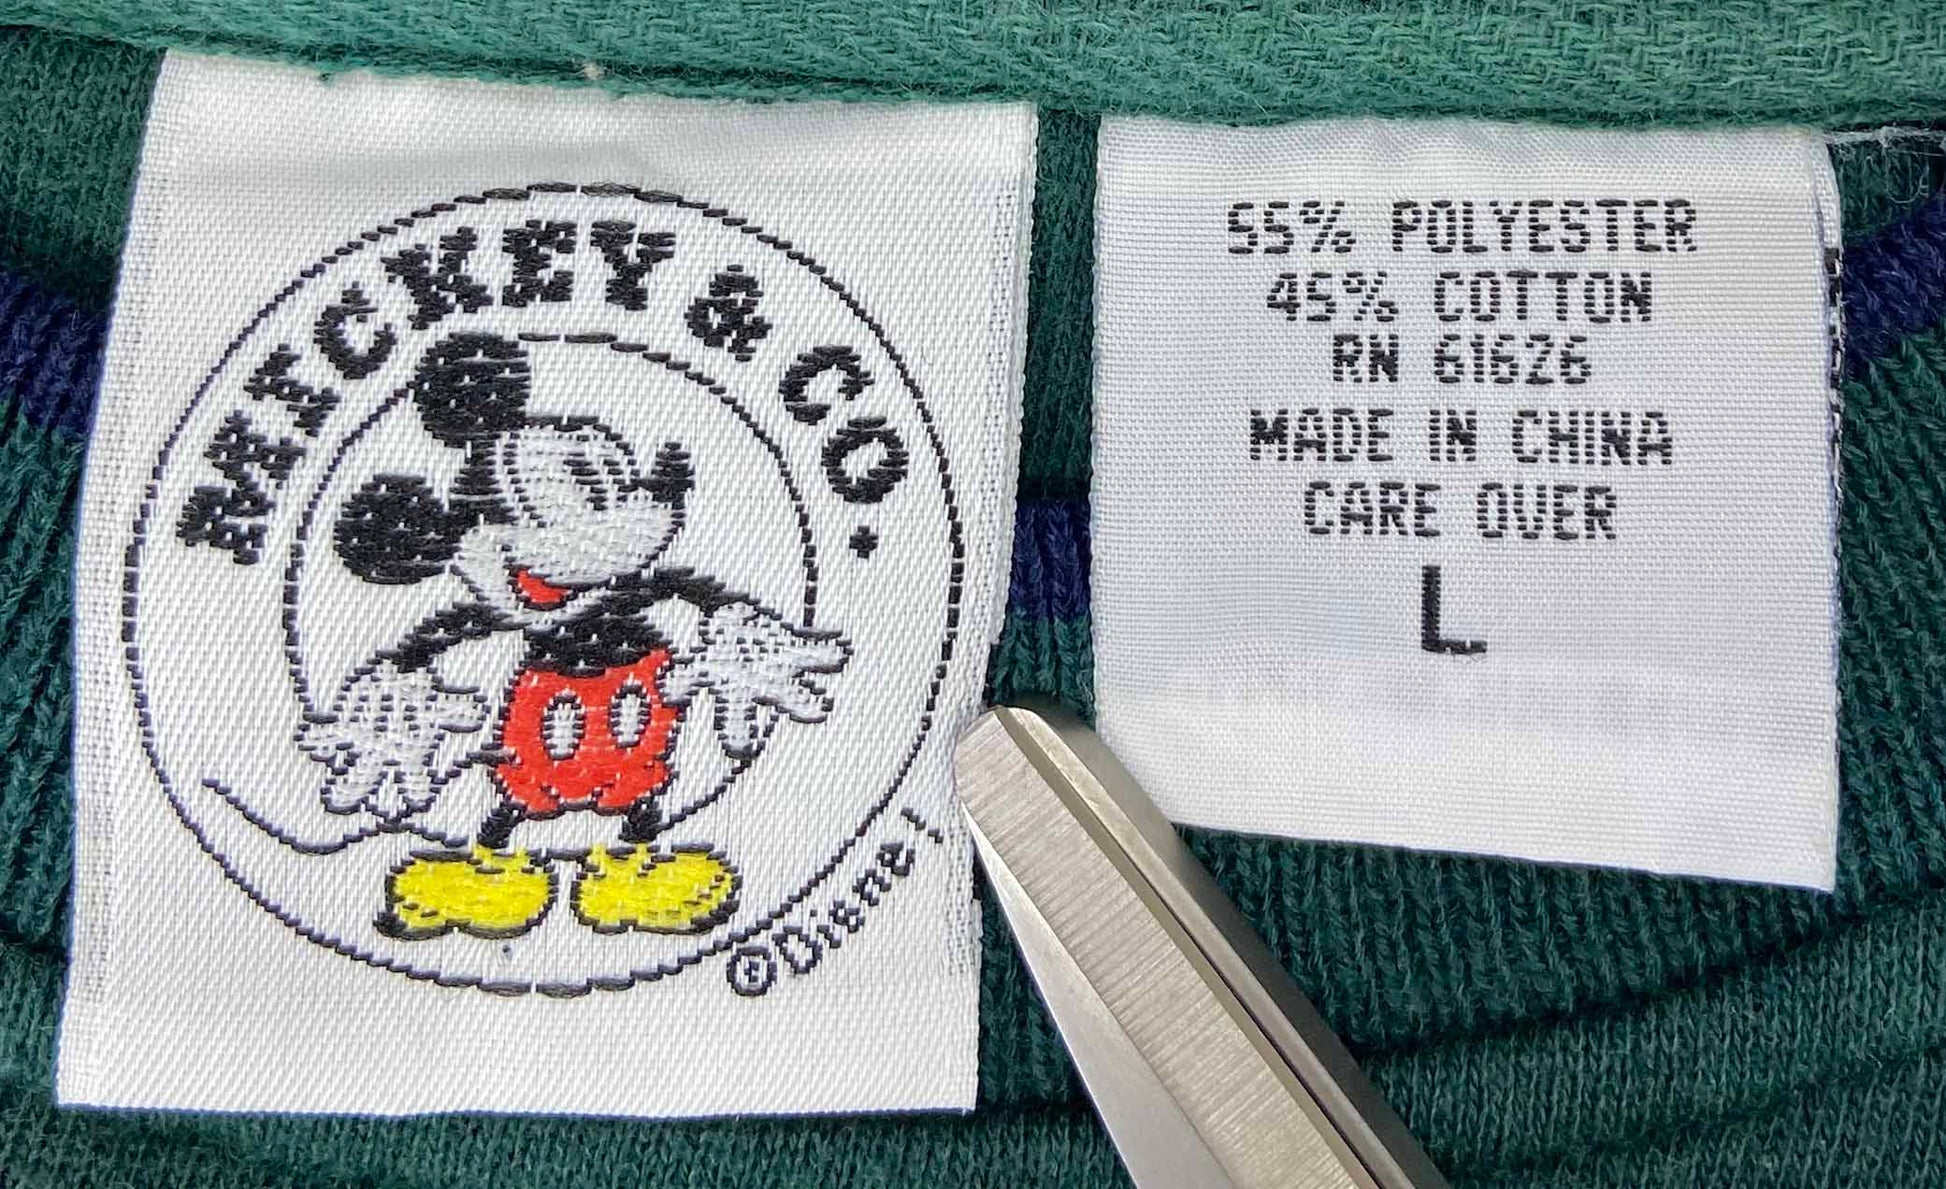 MICKEY & CO.
©Disney
55% POLYESTER
45% COTTON
RN 61626
MADE IN CHINA
CARE OVER
L